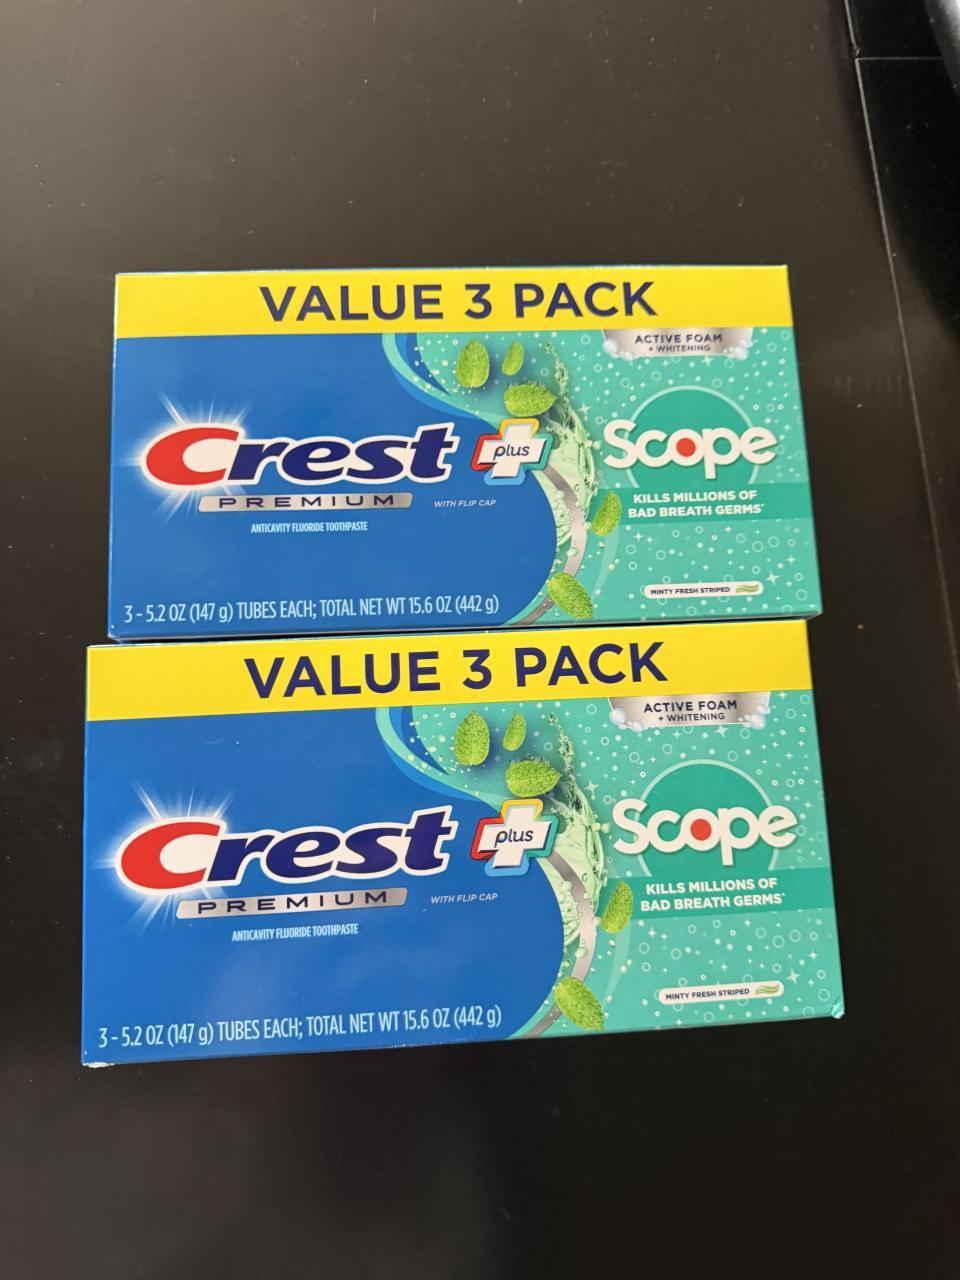 VALUE 3 PACK
ACTIVE FOAM
+ WHITENING
Crest
plus
Scope
PREMIUM
WITH FLIP CAP
KILLS MILLIONS OF
BAD BREATH GERMS*
ANTICAVITY FLUORIDE TOOTHPASTE
MINTY FRESH STRIPED
3 - 5.2 OZ (147 g) TUBES EACH; TOTAL NET WT 15.6 OZ (442 g)
VALUE 3 PACK
ACTIVE FOAM
+ WHITENING
Crest
plus
Scope
PREMIUM
WITH FLIP CAP
KILLS MILLIONS OF
BAD BREATH GERMS*
ANTICAVITY FLUORIDE TOOTHPASTE
MINTY FRESH STRIPED
3 - 5.2 OZ (147 g) TUBES EACH; TOTAL NET WT 15.6 OZ (442 g)